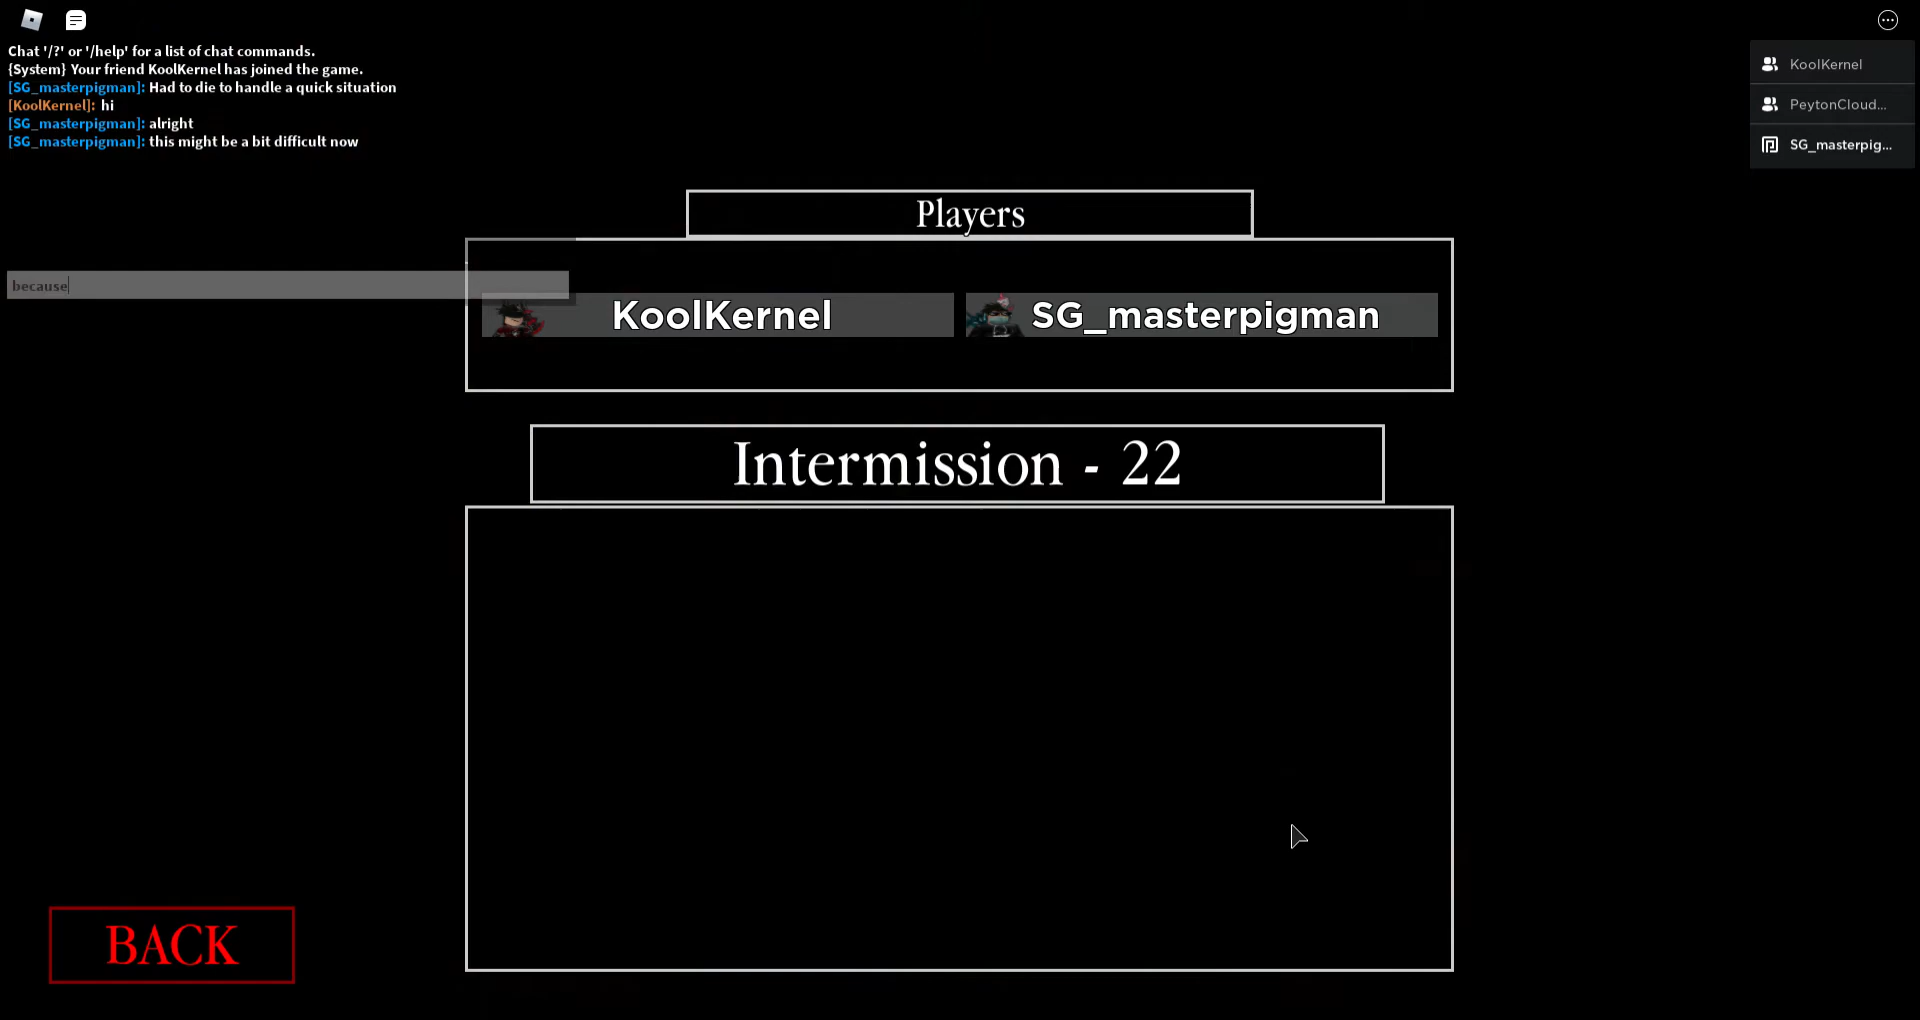 Chat '/?' or '/help' for a list of chat commands.
{System} Your friend KoolKernel has joined the game.
[SG_masterpigman]: Had to die to handle a quick situation
[KoolKernel]: hi
[SG_masterpigman]: alright
[SG_masterpigman]: this might be a bit difficult now
because
KoolKernel
PeytonCloud...
SG_masterpig...
Players
KoolKernel
SG_masterpigman
Intermission - 22
BACK